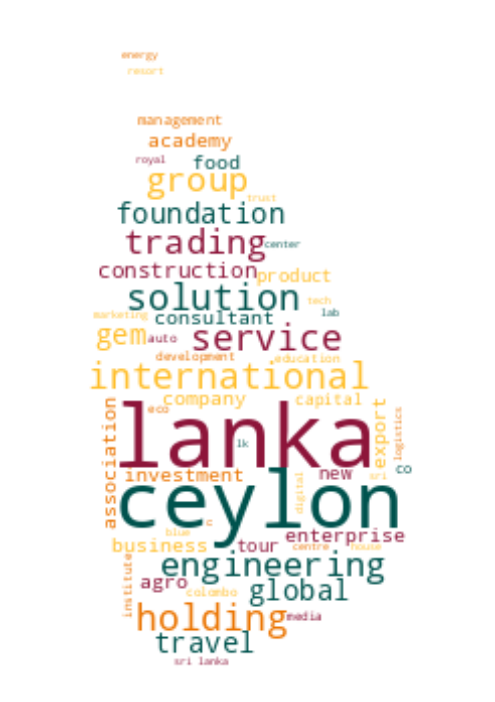 energy
resort
management
academy
royal food
group
trust
foundation
trading center
construction product
solution tech
marketing consultant lab
gem auto service
development education
international
company capital
association eco lanka export logistics
lk
investment new sri co
digital
ceylon
c
blue enterprise
business tour centre house
engineering
institute agro colombo global
holding media
travel
sri lanka